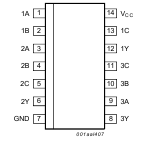 1A 1 14 VCC
1B 2 13 1C
2A 3 12 1Y
2B 4 11 3C
2C 5 10 3B
2Y 6 9 3A
GND 7 8 3Y
001aal407